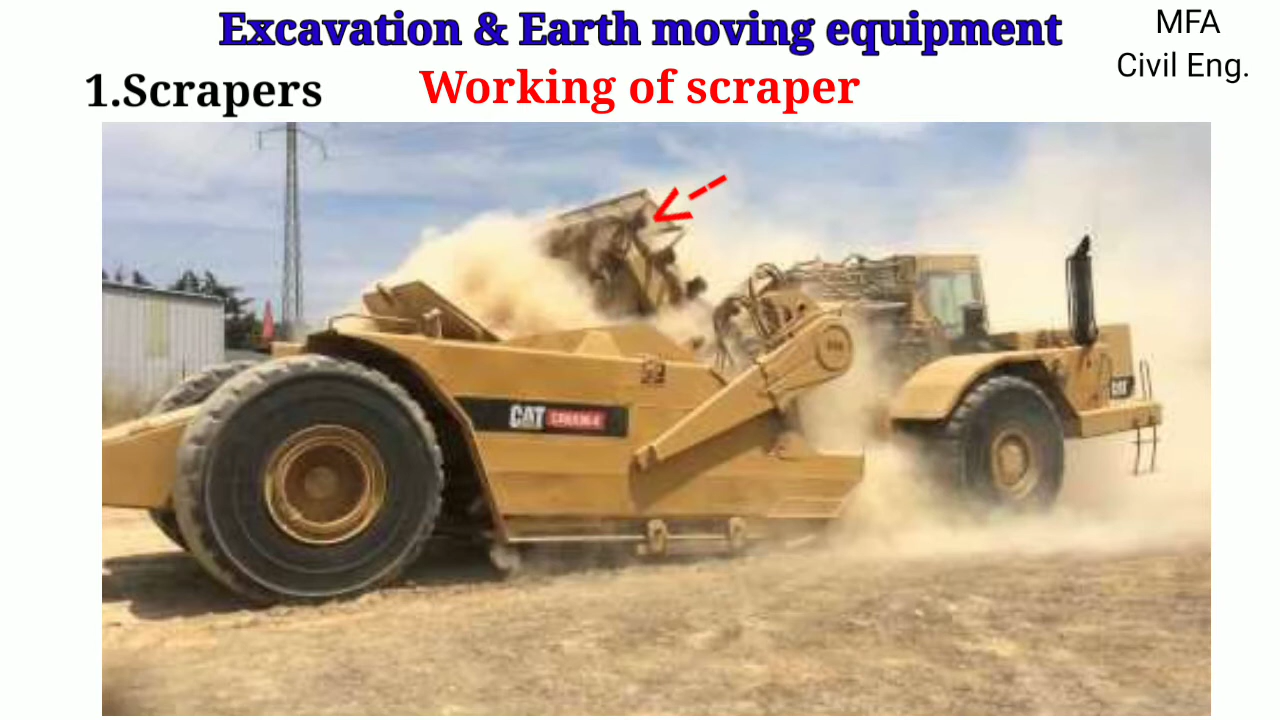 Excavation & Earth moving equipment
MFA
Civil Eng.
1.Scrapers
Working of scraper
CAT
CAT